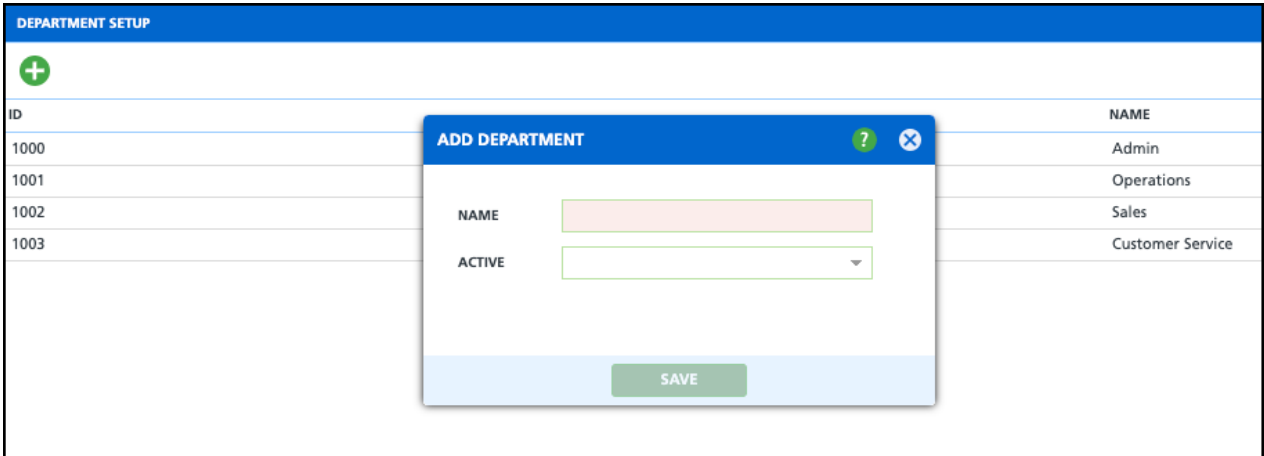 DEPARTMENT SETUP
ID NAME
1000 Admin
1001 Operations
1002 Sales
1003 Customer Service
ADD DEPARTMENT ?
NAME
ACTIVE
SAVE